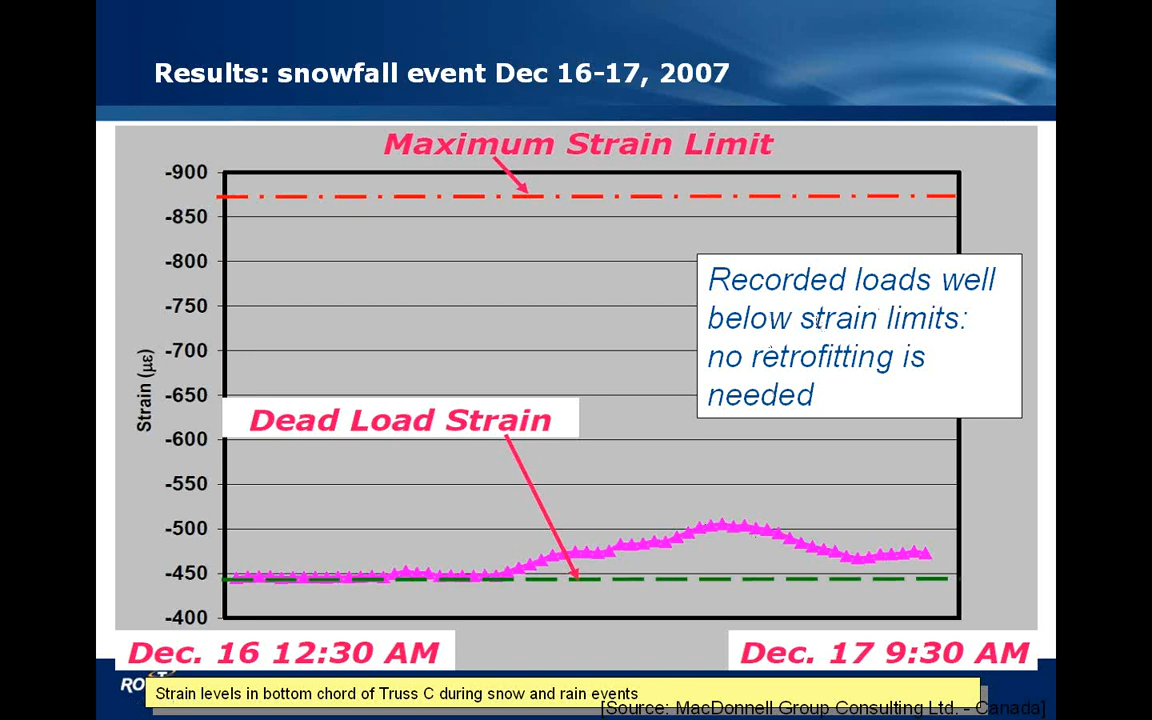 Results: snowfall event Dec 16-17, 2007
Maximum Strain Limit
-900
-850
-800
-750
-700
-650
-600
-550
-500
-450
-400
Strain (με)
Recorded loads well
below strain limits:
no retrofitting is
needed
Dead Load Strain
Dec. 16 12:30 AM
Dec. 17 9:30 AM
Strain levels in bottom chord of Truss C during snow and rain events
[Source: MacDonnell Group Consulting Ltd. - Canada]